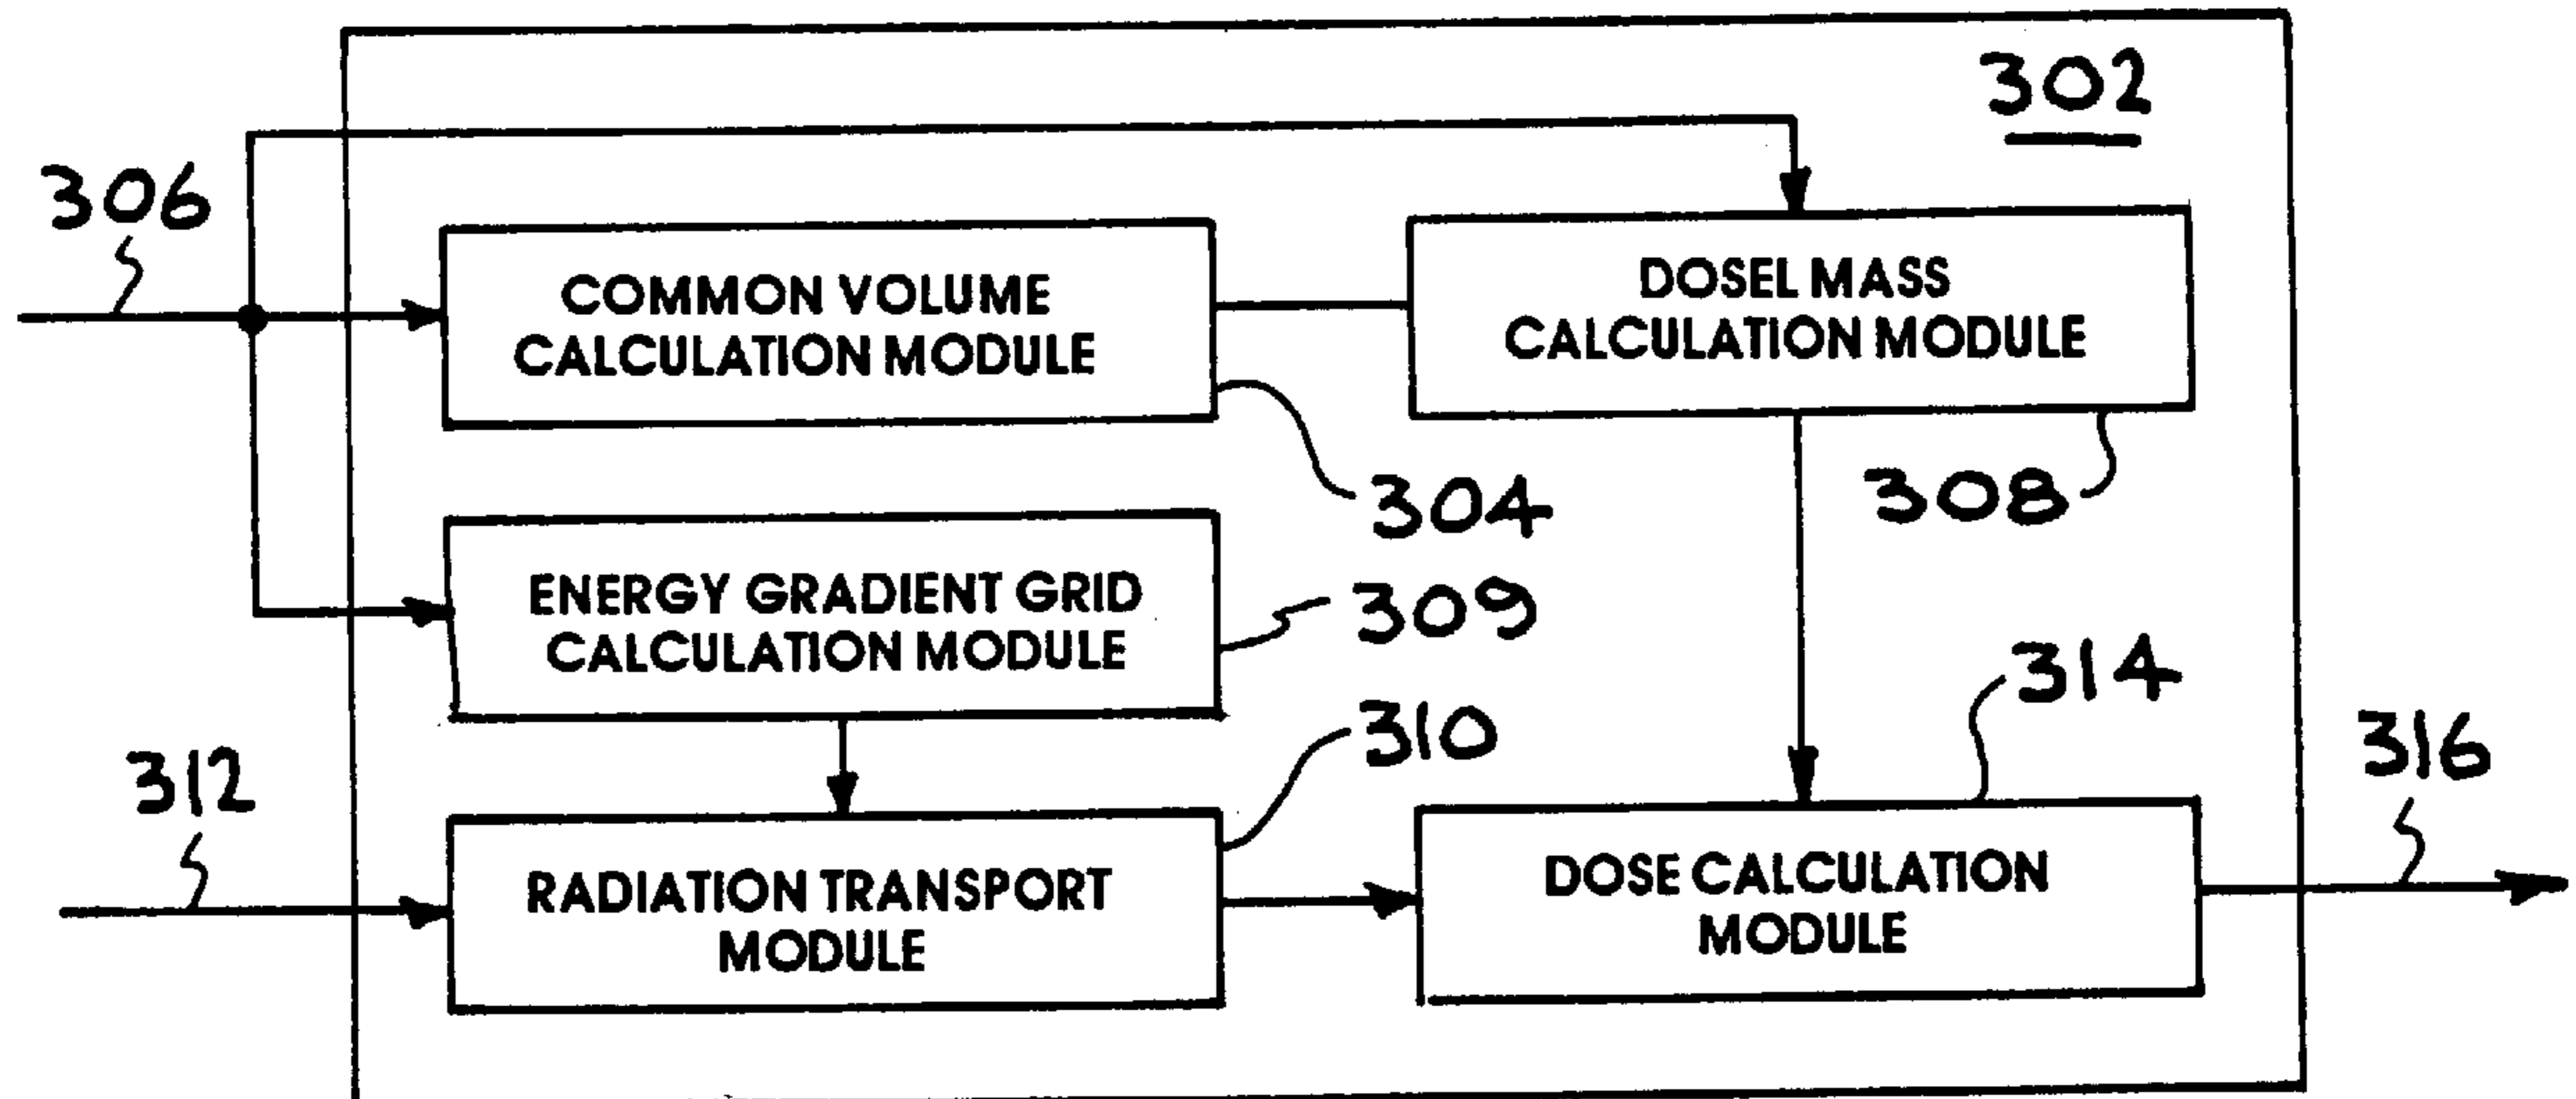 302
306
COMMON VOLUME
CALCULATION MODULE
DOSEL MASS
CALCULATION MODULE
304
308
ENERGY GRADIENT GRID
CALCULATION MODULE
309
314
310
316
312
RADIATION TRANSPORT
MODULE
DOSE CALCULATION
MODULE